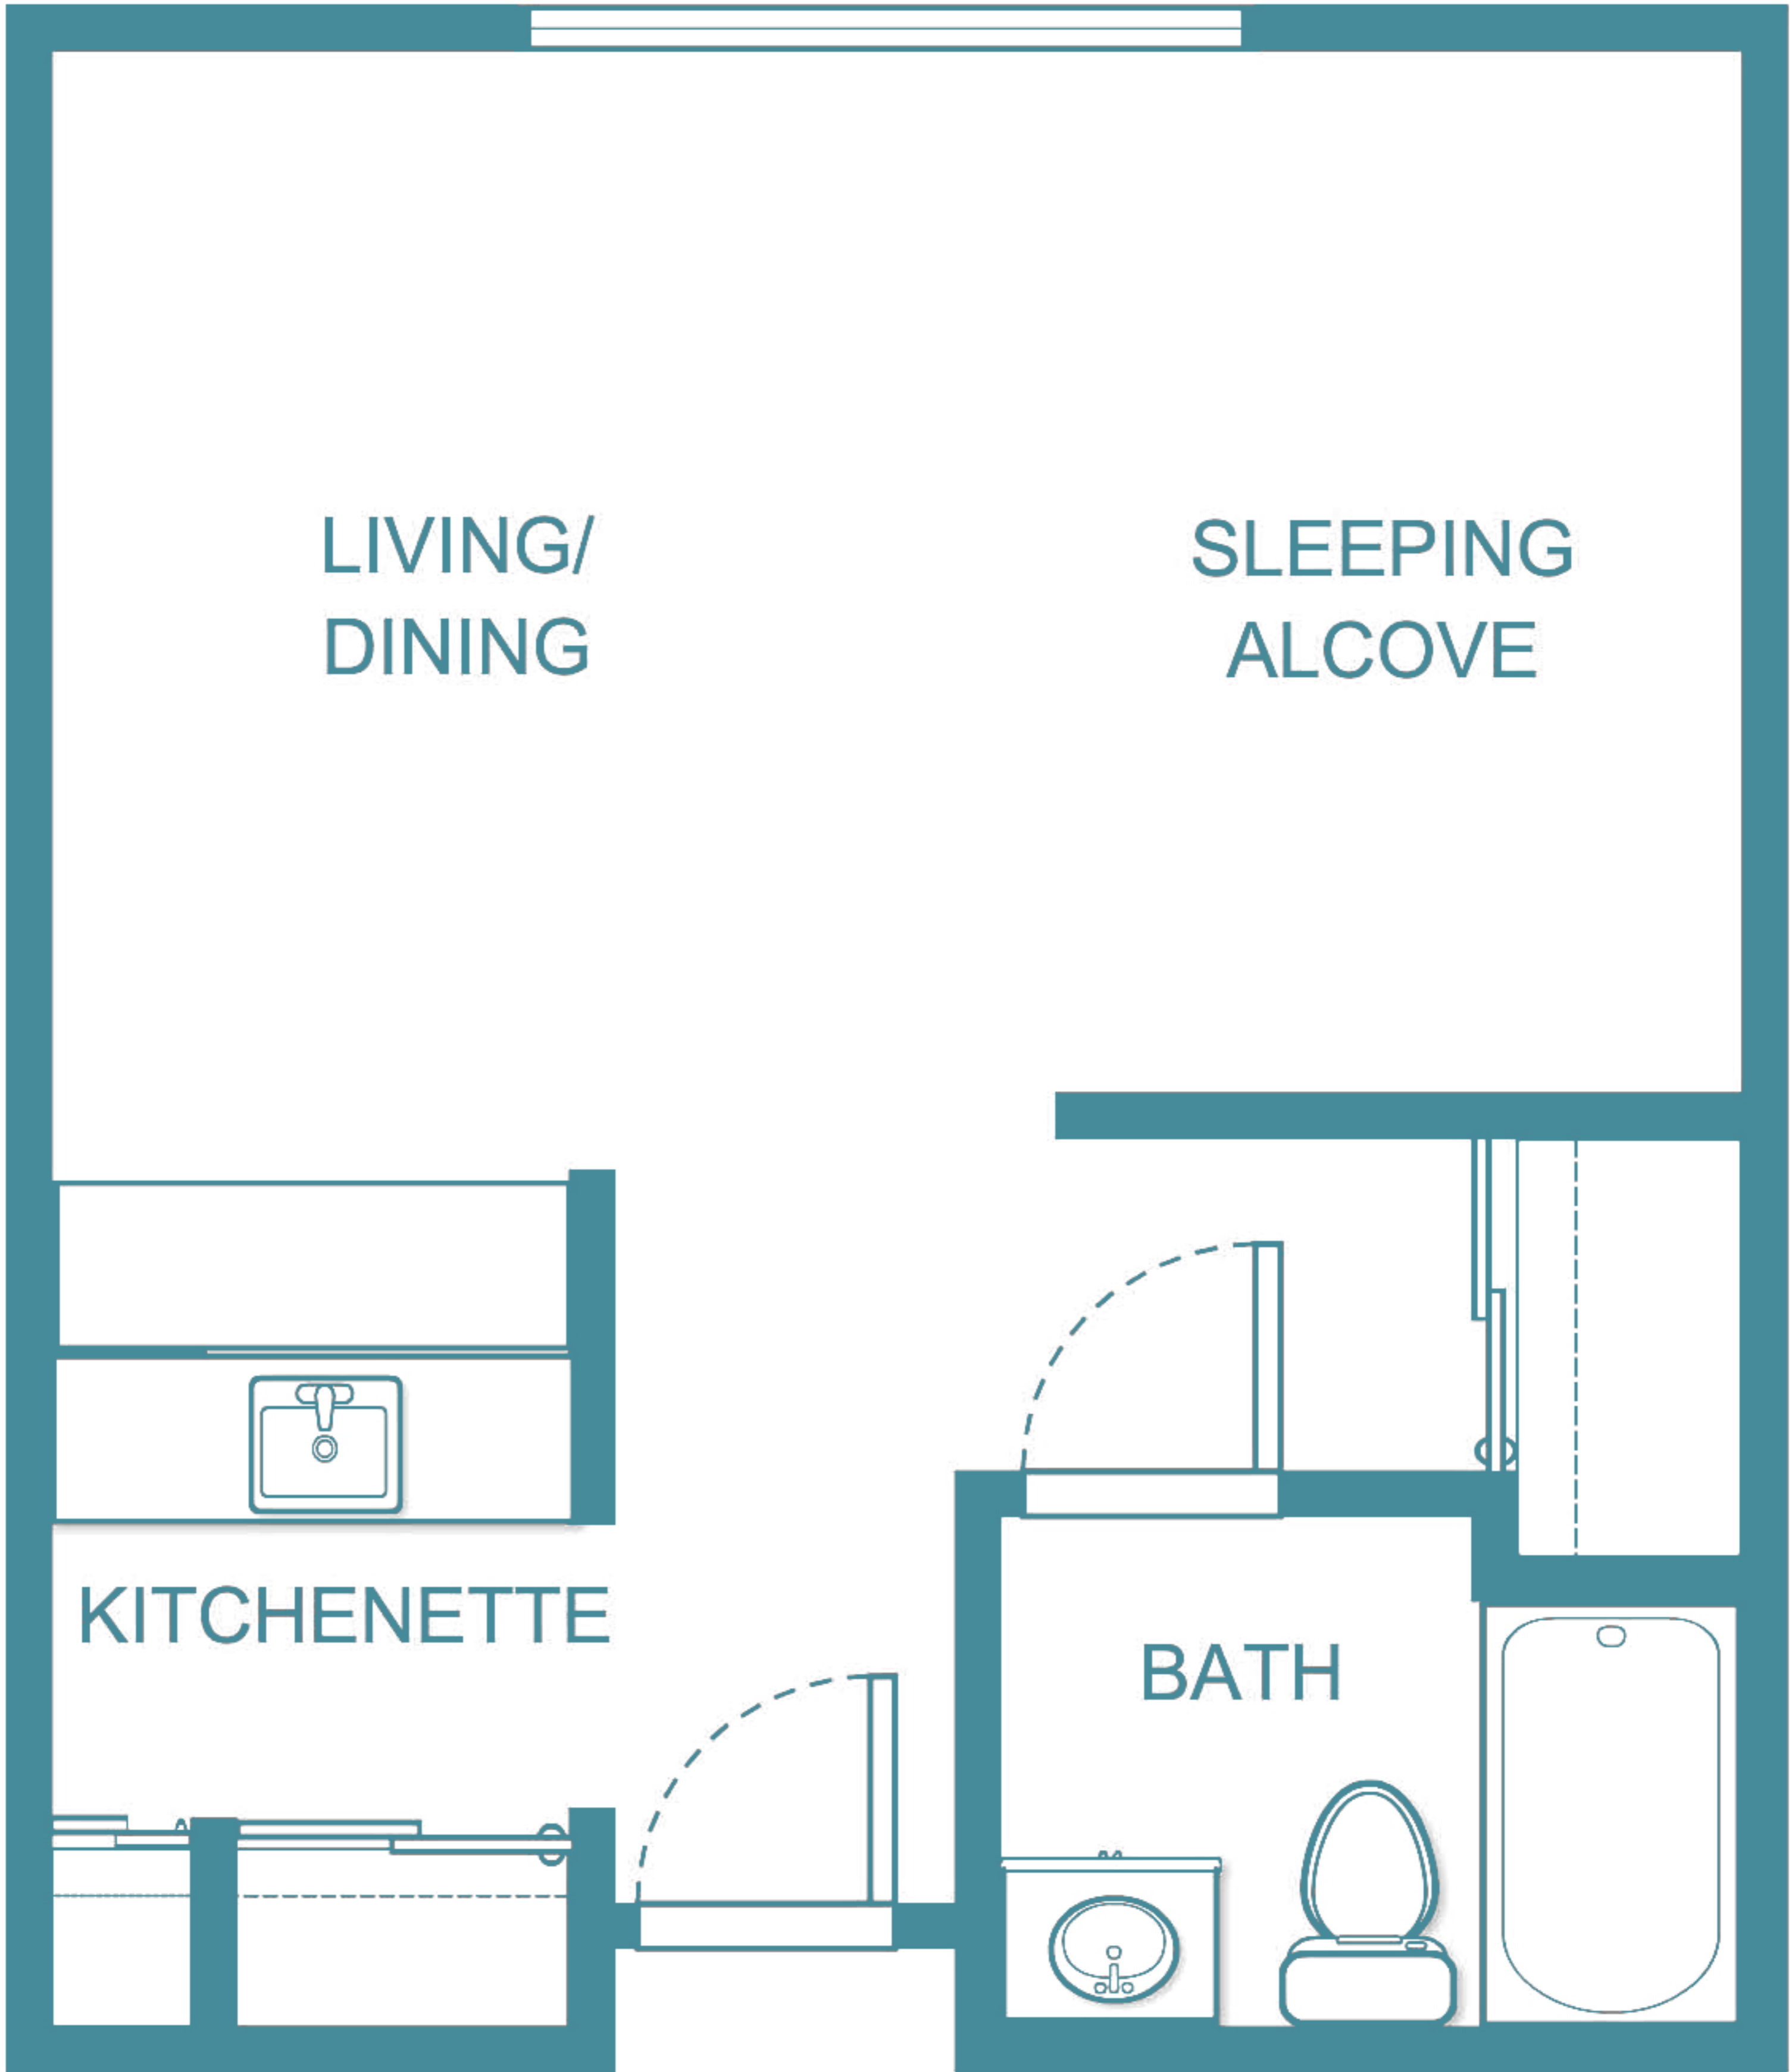 LIVING/
DINING
SLEEPING
ALCOVE
KITCHENETTE
BATH